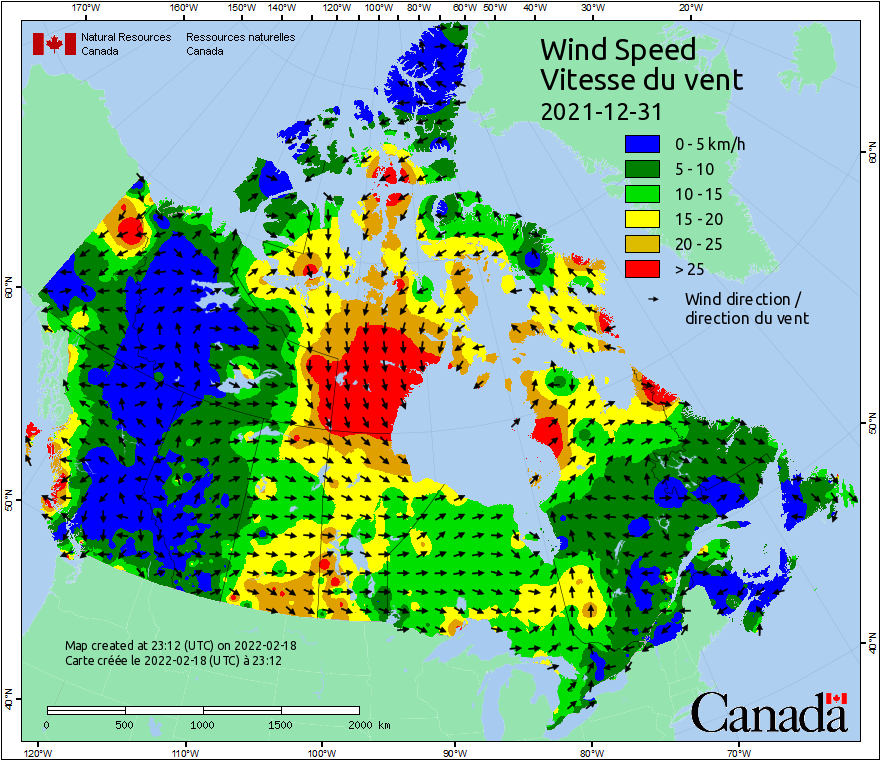 170°W 160°W 150°W 140°W 130°W 120°W 110°W 100°W 90°W 80°W 70°W 60°W 50°W 40°W 30°W 20°W
Natural Resources Ressources naturelles
Canada Canada
Wind Speed
Vitesse du vent
2021-12-31
0 - 5 km/h
5 - 10
10 - 15
15 - 20
20 - 25
> 25
Wind direction /
direction du vent
60°N
60°N
50°N
50°N
40°N
40°N
Map created at 23:12 (UTC) on 2022-02-18
Carte créée le 2022-02-18 (UTC) à 23:12
0 500 1000 1500 2000 km
Canada
120°W 110°W 100°W 90°W 80°W 70°W